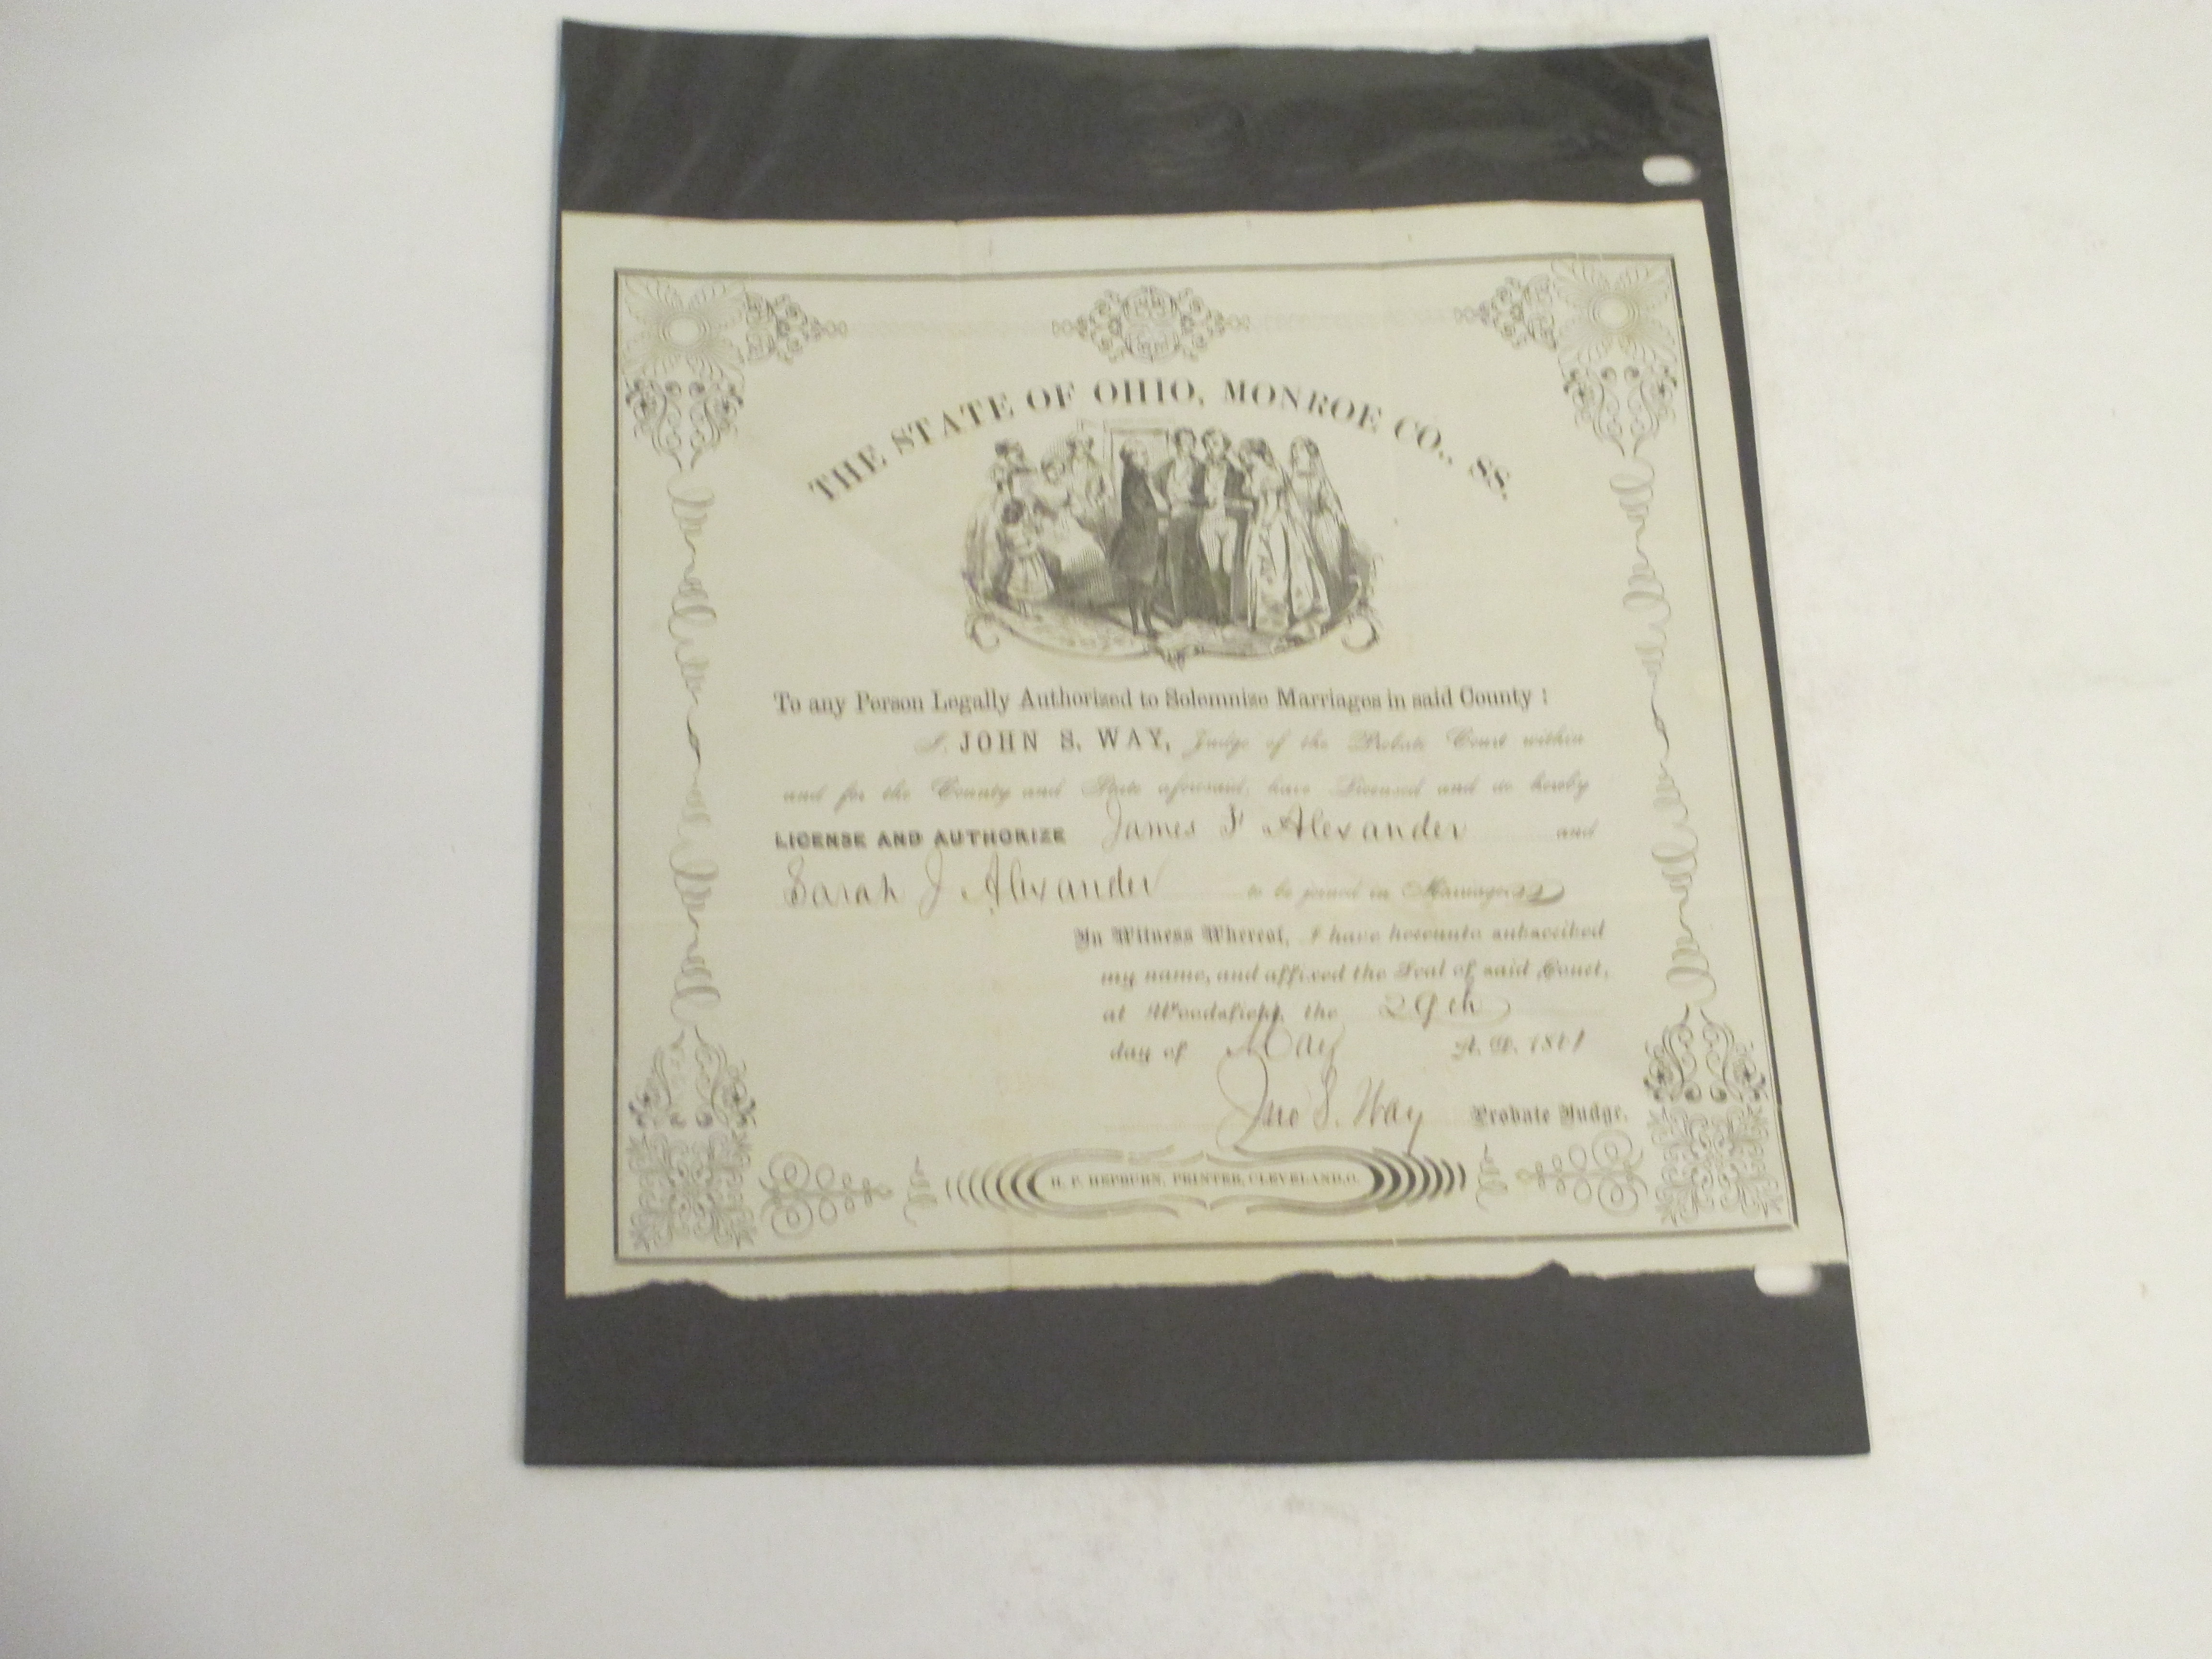 THE STATE OF OHIO, MONROE CO., SS.
To any Person Legally Authorized to Solemnize Marriages in said County :
I, JOHN S. WAY, Judge of the Probate Court within
and for the County and State aforesaid, have Licensed and do hereby
LICENSE AND AUTHORIZE James Alexander and
Sarah J Alexander to be joined in Marriage
In Witness Whereof, I have hereunto subscribed
my name, and affixed the Seal of said Court,
at Woodsfield, the 29th
day of May A. D.
Jno S. Way Probate Judge.
H. P. HEPBURN, PRINTER, CLEVELAND, O.